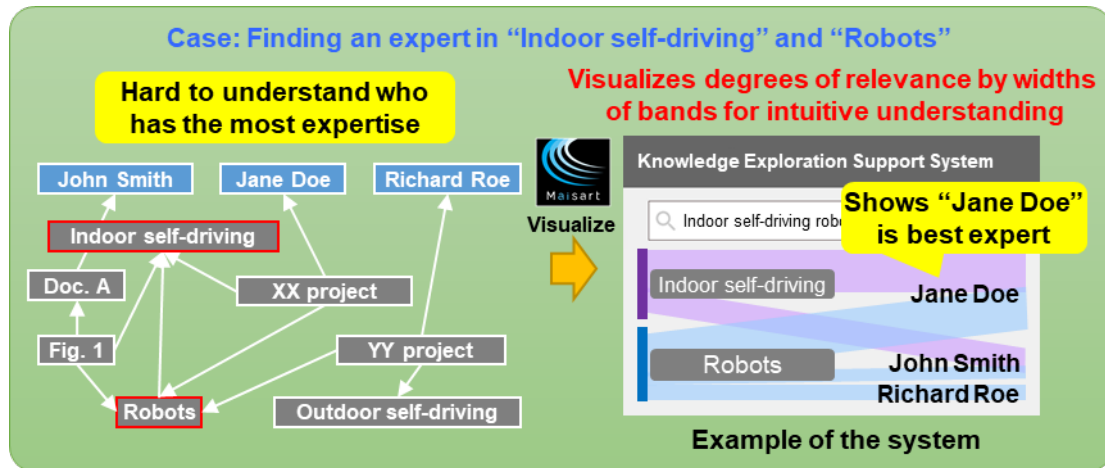 Case: Finding an expert in “Indoor self-driving” and “Robots”
Hard to understand who
has the most expertise
John Smith
Jane Doe
Richard Roe
Indoor self-driving
Doc. A
XX project
Fig. 1
YY project
Robots
Outdoor self-driving
Maisart
Visualize
Visualizes degrees of relevance by widths
of bands for intuitive understanding
Knowledge Exploration Support System
Indoor self-driving robo
Shows “Jane Doe”
is best expert
Indoor self-driving
Jane Doe
Robots
John Smith
Richard Roe
Example of the system